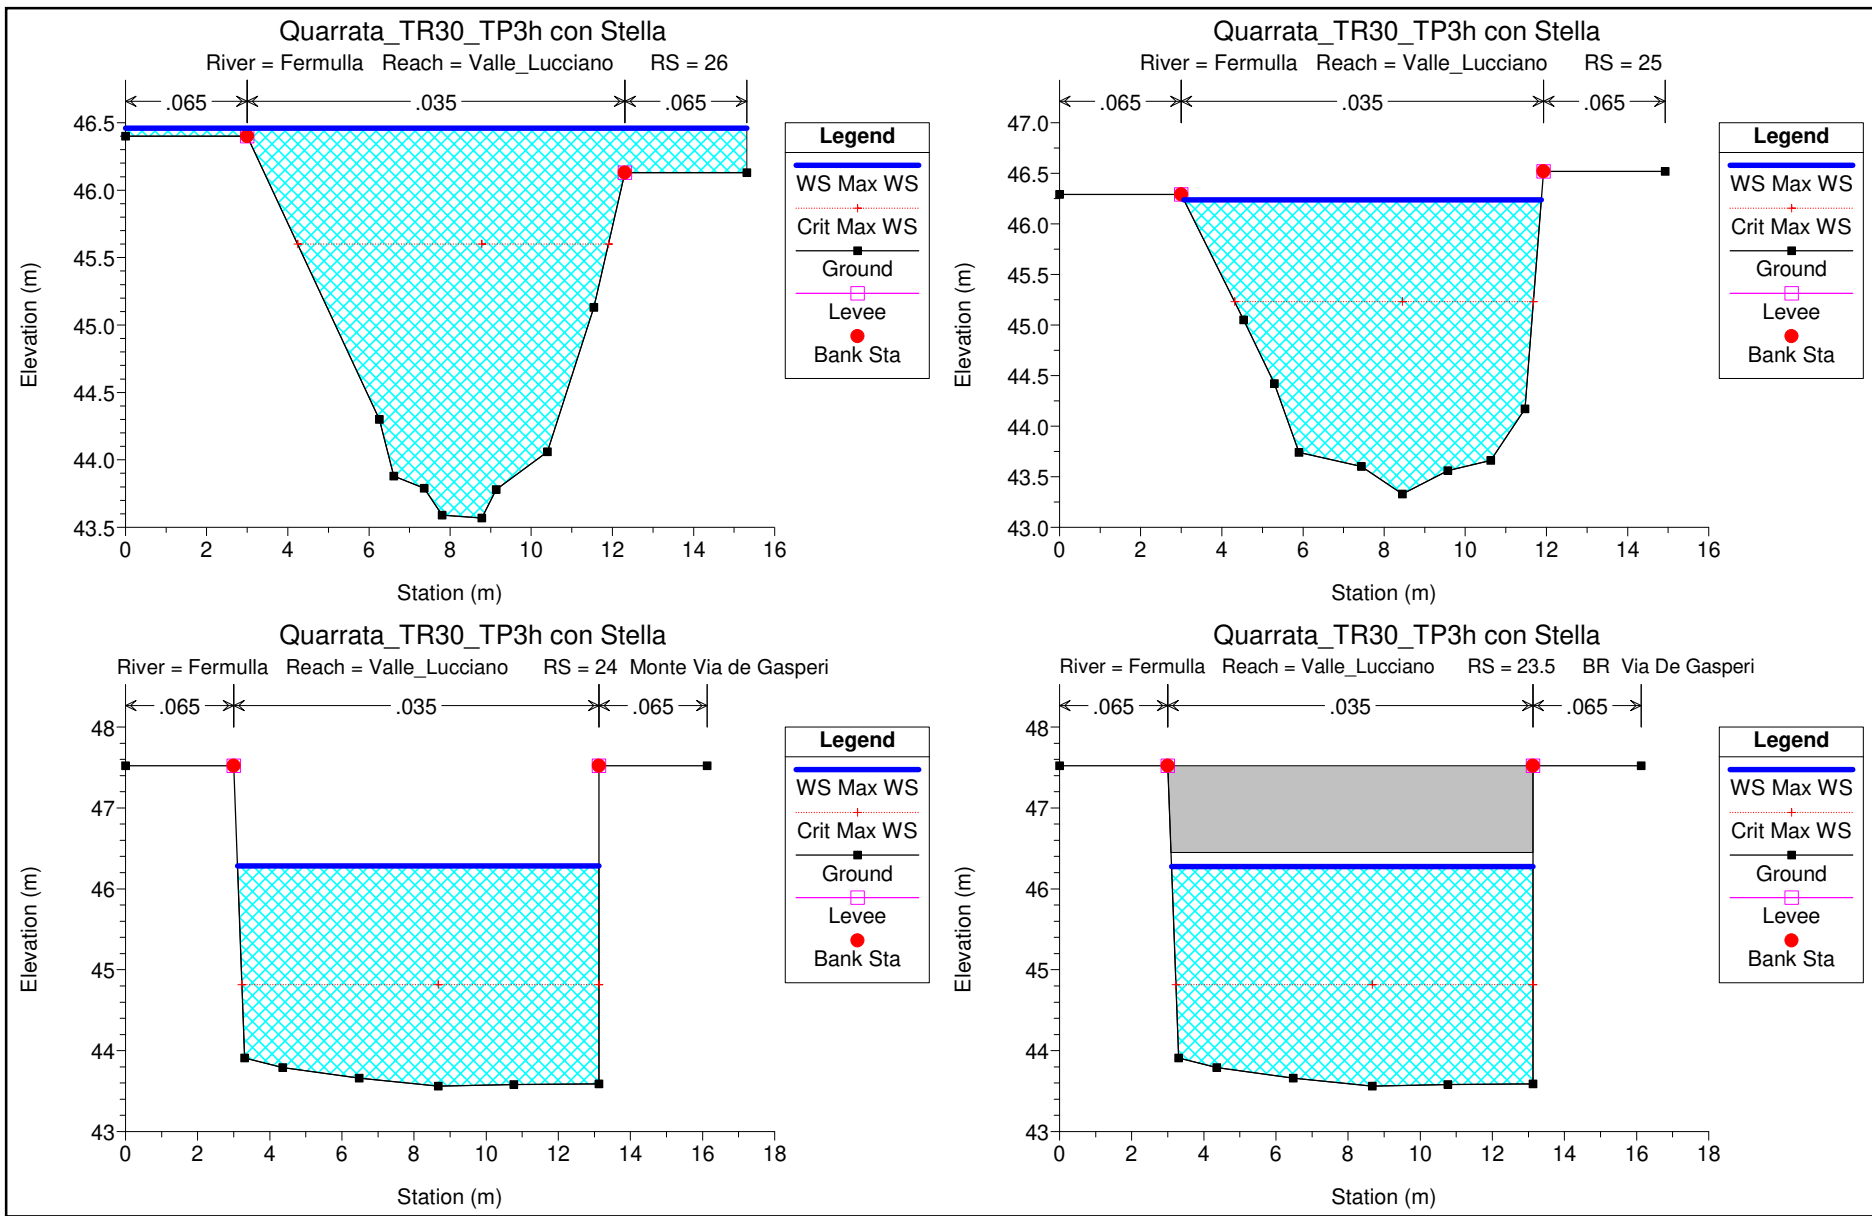 Quarrata_TR30_TP3h con Stella
River = Fermulla Reach = Valle_Lucciano RS = 26
.065 .035 .065
46.5
46.0
45.5
45.0
44.5
44.0
43.5
0 2 4 6 8 10 12 14 16
Elevation (m)
Station (m)
Legend
WS Max WS
Crit Max WS
Ground
Levee
Bank Sta
Quarrata_TR30_TP3h con Stella
River = Fermulla Reach = Valle_Lucciano RS = 25
.065 .035 .065
47.0
46.5
46.0
45.5
45.0
44.5
44.0
43.5
43.0
0 2 4 6 8 10 12 14 16
Elevation (m)
Station (m)
Legend
WS Max WS
Crit Max WS
Ground
Levee
Bank Sta
Quarrata_TR30_TP3h con Stella
River = Fermulla Reach = Valle_Lucciano RS = 24 Monte Via de Gasperi
.065 .035 .065
48
47
46
45
44
43
0 2 4 6 8 10 12 14 16 18
Elevation (m)
Station (m)
Legend
WS Max WS
Crit Max WS
Ground
Levee
Bank Sta
Quarrata_TR30_TP3h con Stella
River = Fermulla Reach = Valle_Lucciano RS = 23.5 BR Via De Gasperi
.065 .035 .065
48
47
46
45
44
43
0 2 4 6 8 10 12 14 16 18
Elevation (m)
Station (m)
Legend
WS Max WS
Crit Max WS
Ground
Levee
Bank Sta